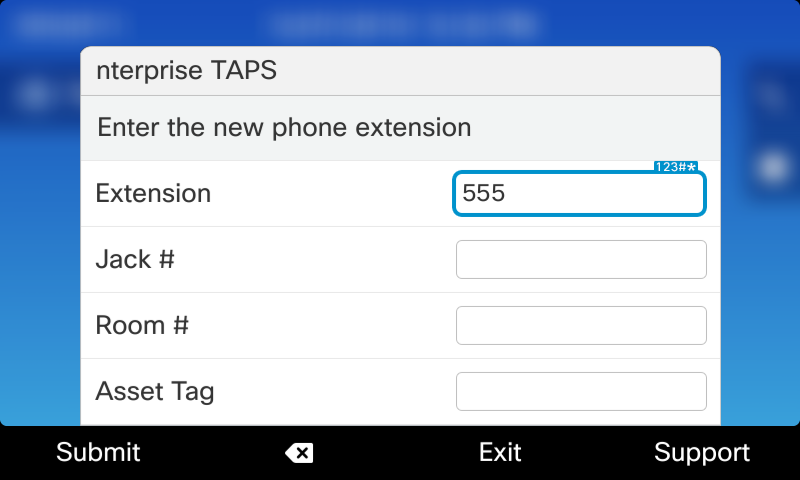 nterprise TAPS
Enter the new phone extension
123#*
Extension 555
Jack #
Room #
Asset Tag
Submit Exit Support